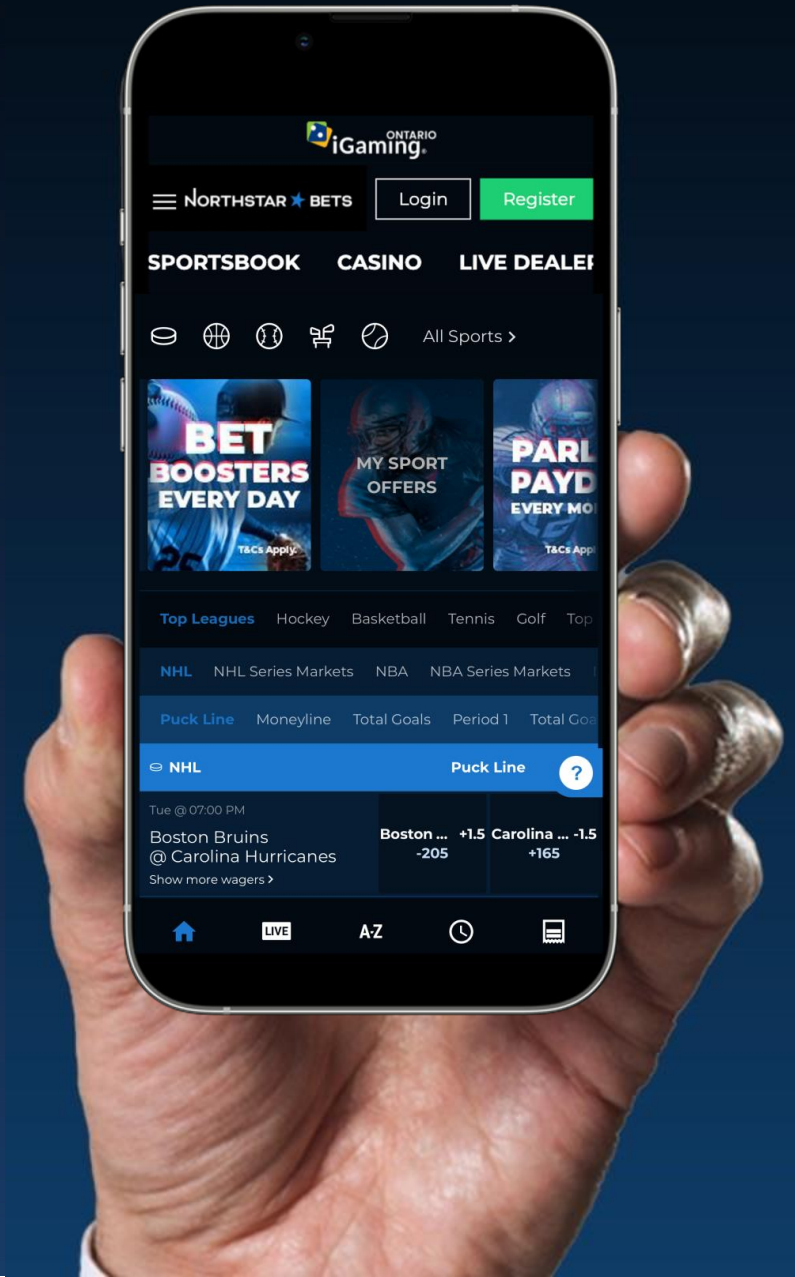 iGaming ONTARIO
NORTHSTAR BETS
Login
Register
SPORTSBOOK CASINO LIVE DEALER
All Sports >
BET
BOOSTERS
EVERY DAY
T&Cs Apply.
25
MY SPORT
OFFERS
PARL
PAYD
EVERY MO
T&Cs Appl
Top Leagues Hockey Basketball Tennis Golf Top
NHL NHL Series Markets NBA NBA Series Markets
Puck Line Moneyline Total Goals Period 1 Total Goa
NHL Puck Line ?
Tue @ 07:00 PM
Boston Bruins
@ Carolina Hurricanes
Show more wagers >
Boston ... +1.5
-205
Carolina ... -1.5
+165
LIVE
A-Z